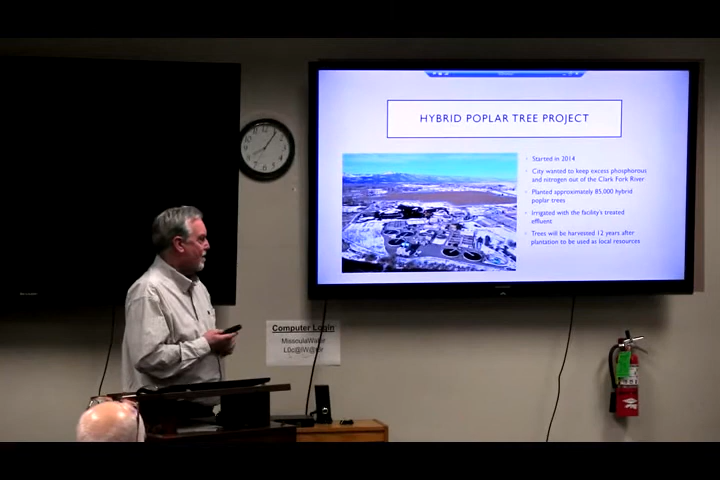 HYBRID POPLAR TREE PROJECT
Started in 2014
City wanted to keep excess phosphorous
and nitrogen out of the Clark Fork River
Planted approximately 85,000 hybrid
poplar trees
Irrigated with the facility's treated
effluent
Trees will be harvested 12 years after
plantation to be used as local resources
Computer Login